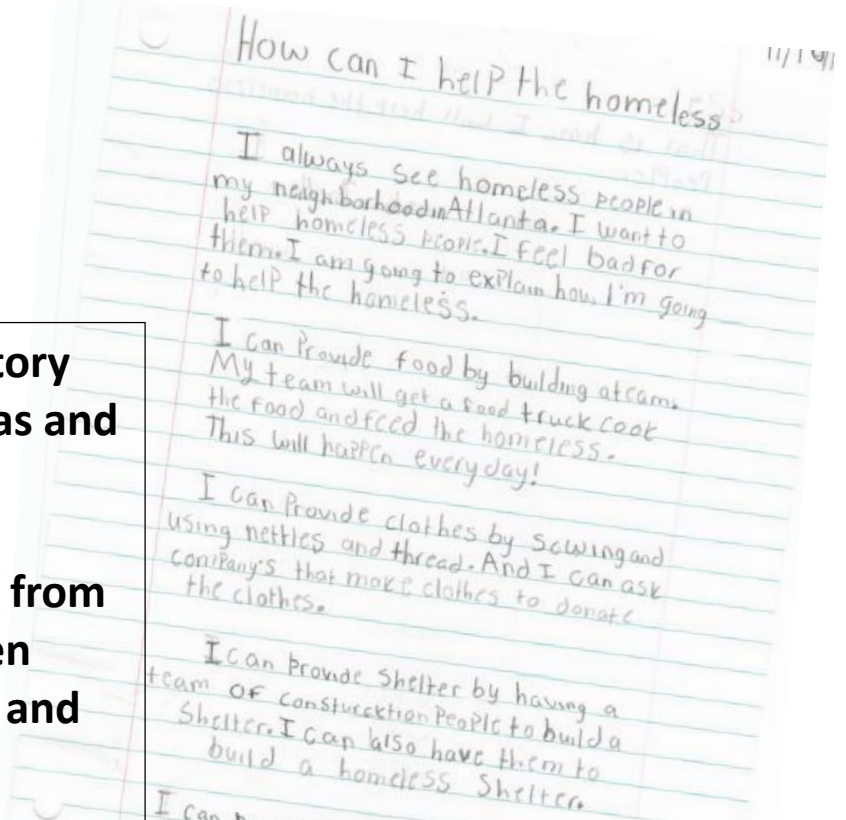 How can I help the homeless
I always see homeless people in
my neighborhood in Atlanta. I want to
help homeless people. I feel bad for
them. I am going to explain how I'm going
to help the homeless.
I can Provide food by building a team.
My team will get a food truck cook
the food and feed the homeless.
This will happen everyday!
I can Provide clothes by sewing and
using nettles and thread. And I can ask
company's that make clothes to donate
the clothes.
I can provide Shelter by having a
team of consturcktion People to build a
Shelter. I can also have them to
build a homeless Shelter.
I can
tory
as and
from
en
and